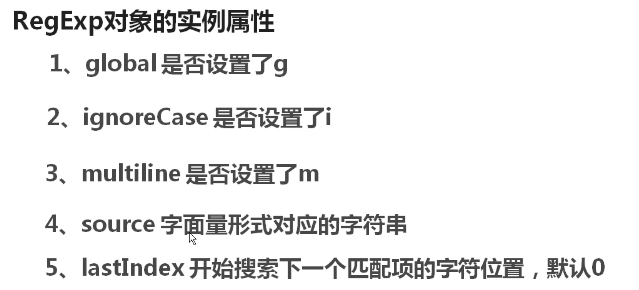 RegExp对象的实例属性
1、global 是否设置了g
2、ignoreCase 是否设置了i
3、multiline 是否设置了m
4、source 字面量形式对应的字符串
5、lastIndex 开始搜索下一个匹配项的字符位置，默认0